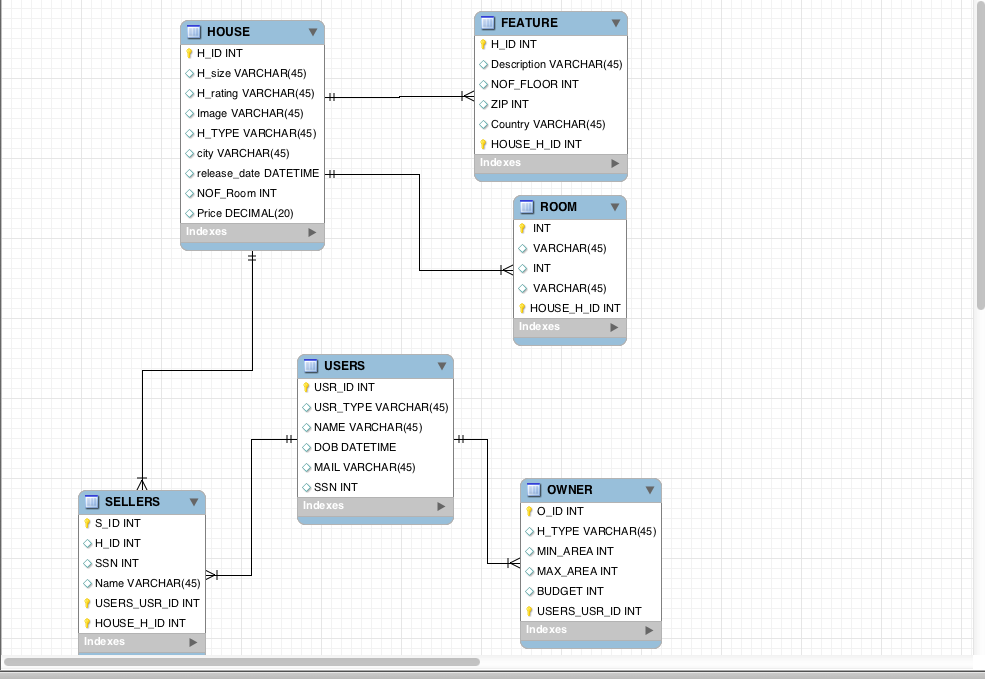 HOUSE
H_ID INT
H_size VARCHAR(45)
H_rating VARCHAR(45)
Image VARCHAR(45)
H_TYPE VARCHAR(45)
city VARCHAR(45)
release_date DATETIME
NOF_Room INT
Price DECIMAL(20)
Indexes
FEATURE
H_ID INT
Description VARCHAR(45)
NOF_FLOOR INT
ZIP INT
Country VARCHAR(45)
HOUSE_H_ID INT
Indexes
ROOM
INT
VARCHAR(45)
INT
VARCHAR(45)
HOUSE_H_ID INT
Indexes
USERS
USR_ID INT
USR_TYPE VARCHAR(45)
NAME VARCHAR(45)
DOB DATETIME
MAIL VARCHAR(45)
SSN INT
Indexes
SELLERS
S_ID INT
H_ID INT
SSN INT
Name VARCHAR(45)
USERS_USR_ID INT
HOUSE_H_ID INT
Indexes
OWNER
O_ID INT
H_TYPE VARCHAR(45)
MIN_AREA INT
MAX_AREA INT
BUDGET INT
USERS_USR_ID INT
Indexes